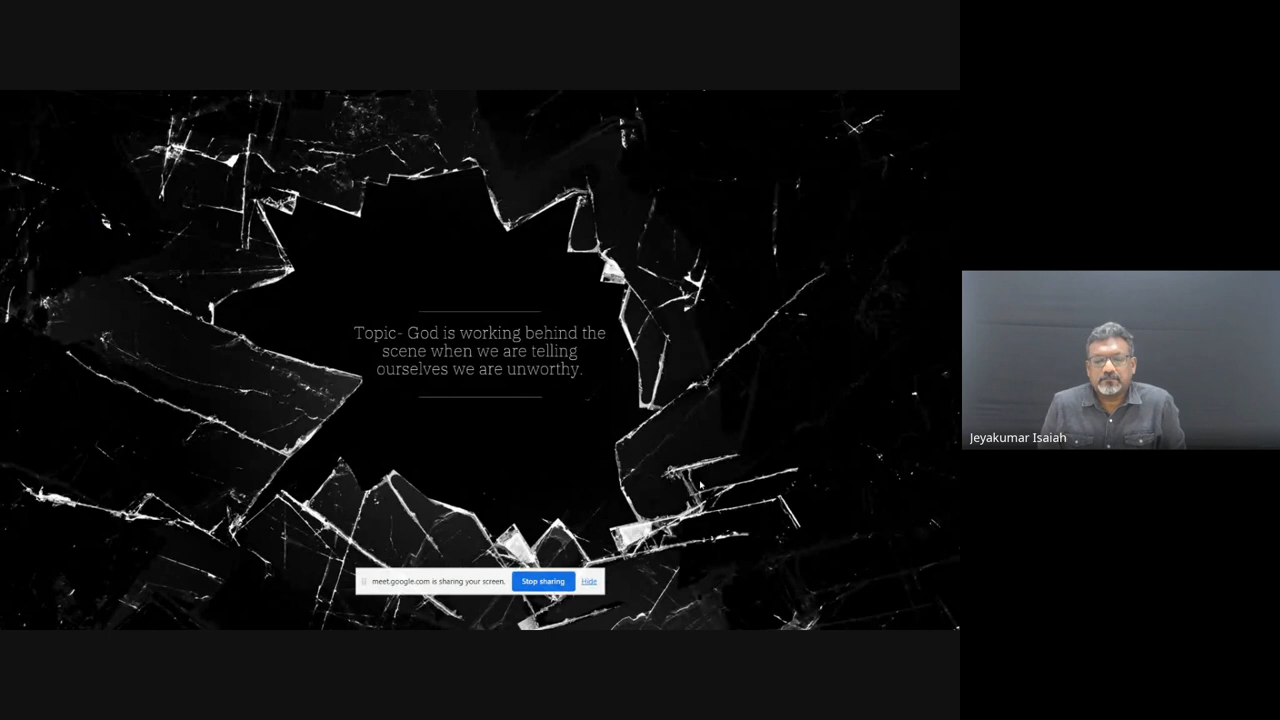 Topic- God is working behind the
scene when we are telling
ourselves we are unworthy.
meet.google.com is sharing your screen. Stop sharing Hide
Jeyakumar Isaiah